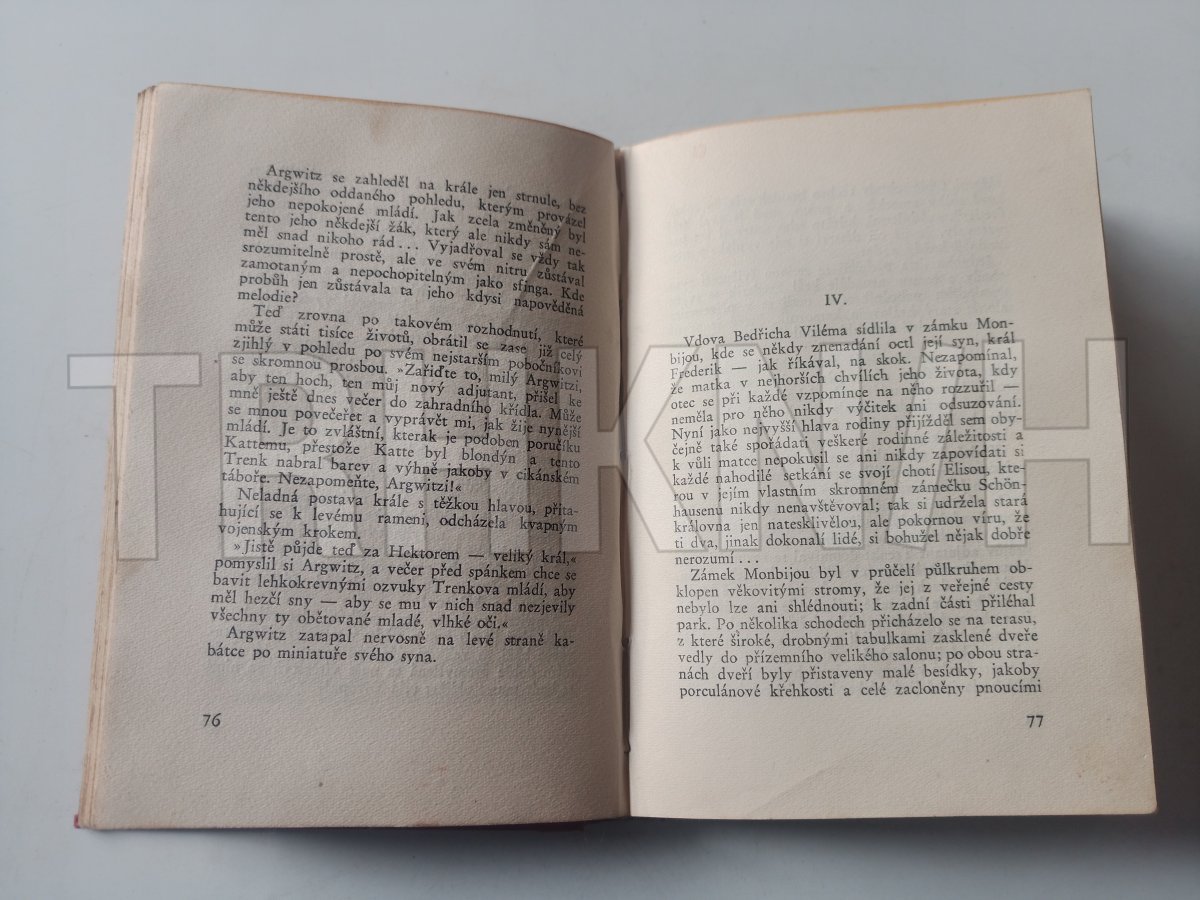 Argwitz se zahleděl na krále jen strnule, bez
někdejšího oddaného pohledu, kterým provázel
jeho nepokojené mládí. Jak zcela změněný byl
tento jeho někdejší žák, který ale nikdy sám ne-
měl snad nikoho rád... Vyjadřoval se vždy tak
srozumitelně prostě, ale ve svém nitru zůstával
zamotaným a nepochopitelným jako sfinga. Kde
probůh jen zůstávala ta jeho kdysi napověděná
melodie?
Teď zrovna po takovém rozhodnutí, které
může státi tisíce životů, obrátil se zase již celý
zjihlý v pohledu po svém nejstarším pobočníkovi
se skromnou prosbou. »Zařiďte to, milý Argwitzi,
aby ten hoch, ten můj nový adjutant, přišel ke
mně ještě dnes večer do zahradního křídla. Může
se mnou povečeřet a vyprávět mi, jak žije nynější
mládí. Je to zvláštní, kterak je podoben poručíku
Kattemu, přestože Katte byl blondýn a tento
Trenk nabral barev a výhně jakoby v cikánském
táboře. Nezapomeňte, Argwitzi!«
Neladná postava krále s těžkou hlavou, přita-
hující se k levému rameni, odcházela kvapným
vojenským krokem.
»Jistě půjde teď za Hektorem — veliký král,«
pomyslil si Argwitz, a večer před spánkem chce se
bavit lehkokrevnými ozvuky Trenkova mládí, aby
měl hezčí sny — aby se mu v nich snad nezjevily
všechny ty obětované mladé, vlhké oči.«
Argwitz zatapal nervosně na levé straně ka-
bátce po miniatuře svého syna.
76
IV.
Vdova Bedřicha Viléma sídlila v zámku Mon-
bijou, kde se někdy znenadání octl její syn, král
Frederik — jak říkával, na skok. Nezapomínal,
že matka v nejhorších chvílích jeho života, kdy
otec se při každé vzpomínce na něho rozzuřil —
neměla pro něho nikdy výčitek ani odsuzování.
Nyní jako nejvyšší hlava rodiny přijížděl sem oby-
čejně také spořádati veškeré rodinné záležitosti a
k vůli matce nepokusil se ani nikdy zapovídati si
každé nahodilé setkání se svojí chotí Elisou, kte-
rou v jejím vlastním skromném zámečku Schön-
hausenu nikdy nenavštěvoval; tak si udržela stará
královna jen natesklivělou, ale pokornou víru, že
ti dva, jinak dokonalí lidé, si bohužel nějak dobře
nerozumí...
Zámek Monbijou byl v průčelí půlkruhem ob-
klopen věkovitými stromy, že jej z veřejné cesty
nebylo lze ani shlédnouti; k zadní části přiléhal
park. Po několika schodech přicházelo se na terasu,
z které široké, drobnými tabulkami zasklené dveře
vedly do přízemního velikého salonu; po obou stra-
nách dveří byly přistaveny malé besídky, jakoby
porculánové křehkosti a celé zacloněny pnoucími
77
TRHKNIH